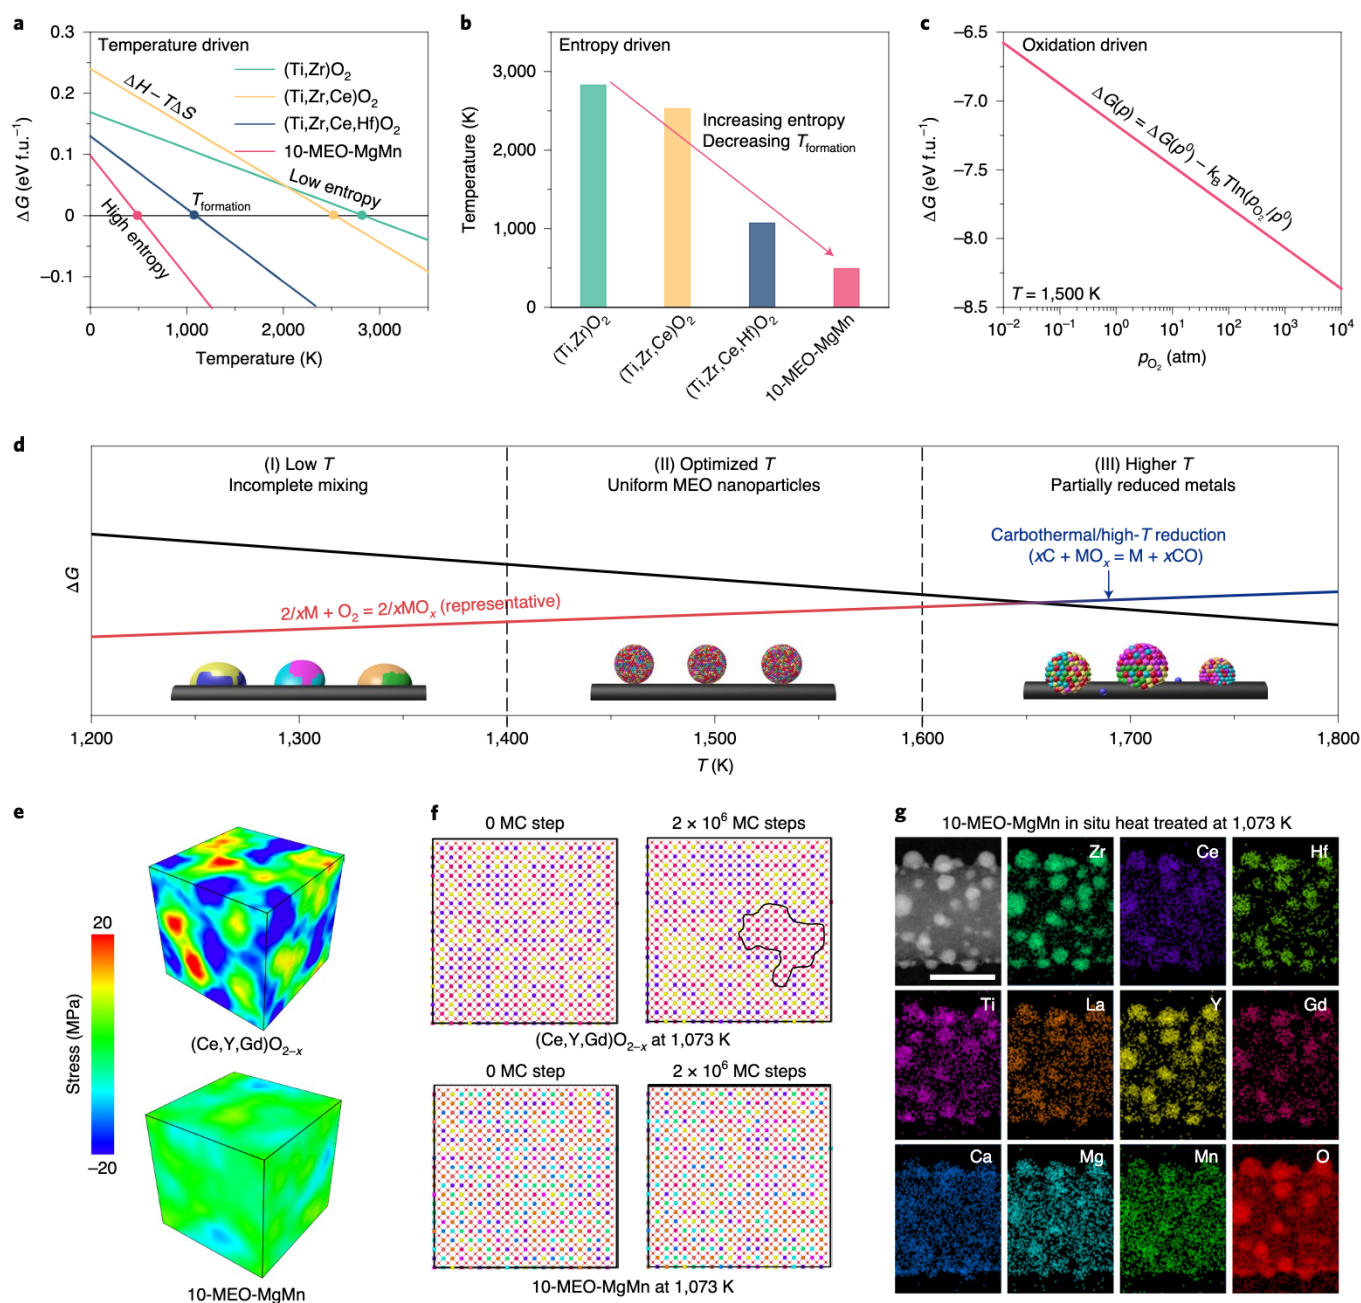 a
0.3
0.2
0.1
0
–0.1
ΔG (eV f.u.⁻¹)
Temperature driven
(Ti,Zr)O₂
(Ti,Zr,Ce)O₂
(Ti,Zr,Ce,Hf)O₂
10-MEO-MgMn
ΔH – TΔS
Low entropy
T_formation
High entropy
0 1,000 2,000 3,000
Temperature (K)
b
Entropy driven
3,000
2,000
1,000
0
Temperature (K)
Increasing entropy
Decreasing T_formation
(Ti,Zr)O₂
(Ti,Zr,Ce)O₂
(Ti,Zr,Ce,Hf)O₂
10-MEO-MgMn
c
–6.5
–7.0
–7.5
–8.0
–8.5
ΔG (eV f.u.⁻¹)
Oxidation driven
ΔG(p) = ΔG(p⁰) – k_B T ln(p_O₂/p⁰)
T = 1,500 K
10⁻² 10⁻¹ 10⁰ 10¹ 10² 10³ 10⁴
p_O₂ (atm)
d
ΔG
(I) Low T
Incomplete mixing
(II) Optimized T
Uniform MEO nanoparticles
(III) Higher T
Partially reduced metals
Carbothermal/high-T reduction
(xC + MOₓ = M + xCO)
2/xM + O₂ = 2/xMOₓ (representative)
1,200 1,300 1,400 1,500 1,600 1,700 1,800
T (K)
e
20
Stress (MPa)
–20
(Ce,Y,Gd)O₂₋ₓ
10-MEO-MgMn
f
0 MC step
2 × 10⁶ MC steps
(Ce,Y,Gd)O₂₋ₓ at 1,073 K
0 MC step
2 × 10⁶ MC steps
10-MEO-MgMn at 1,073 K
g
10-MEO-MgMn in situ heat treated at 1,073 K
Zr Ce Hf
Ti La Y Gd
Ca Mg Mn O